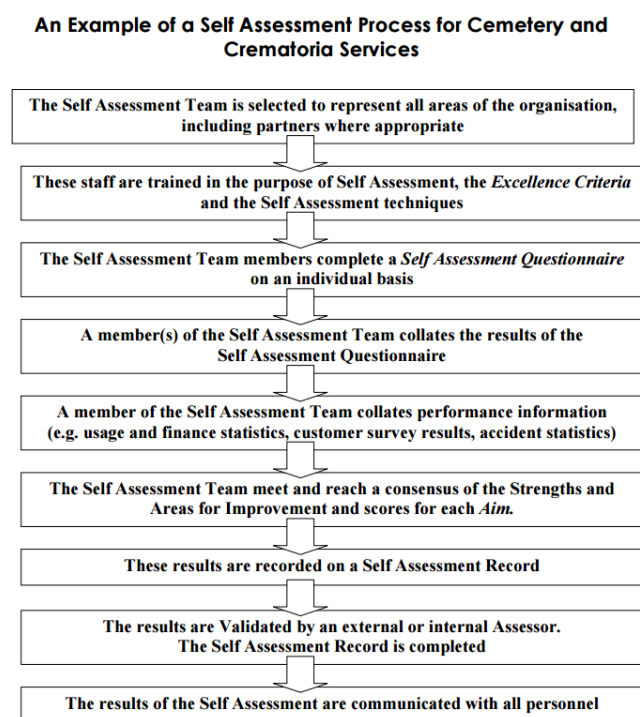 An Example of a Self Assessment Process for Cemetery and
Crematoria Services
The Self Assessment Team is selected to represent all areas of the organisation,
including partners where appropriate
These staff are trained in the purpose of Self Assessment, the Excellence Criteria
and the Self Assessment techniques
The Self Assessment Team members complete a Self Assessment Questionnaire
on an individual basis
A member(s) of the Self Assessment Team collates the results of the
Self Assessment Questionnaire
A member of the Self Assessment Team collates performance information
(e.g. usage and finance statistics, customer survey results, accident statistics)
The Self Assessment Team meet and reach a consensus of the Strengths and
Areas for Improvement and scores for each Aim.
These results are recorded on a Self Assessment Record
The results are Validated by an external or internal Assessor.
The Self Assessment Record is completed
The results of the Self Assessment are communicated with all personnel